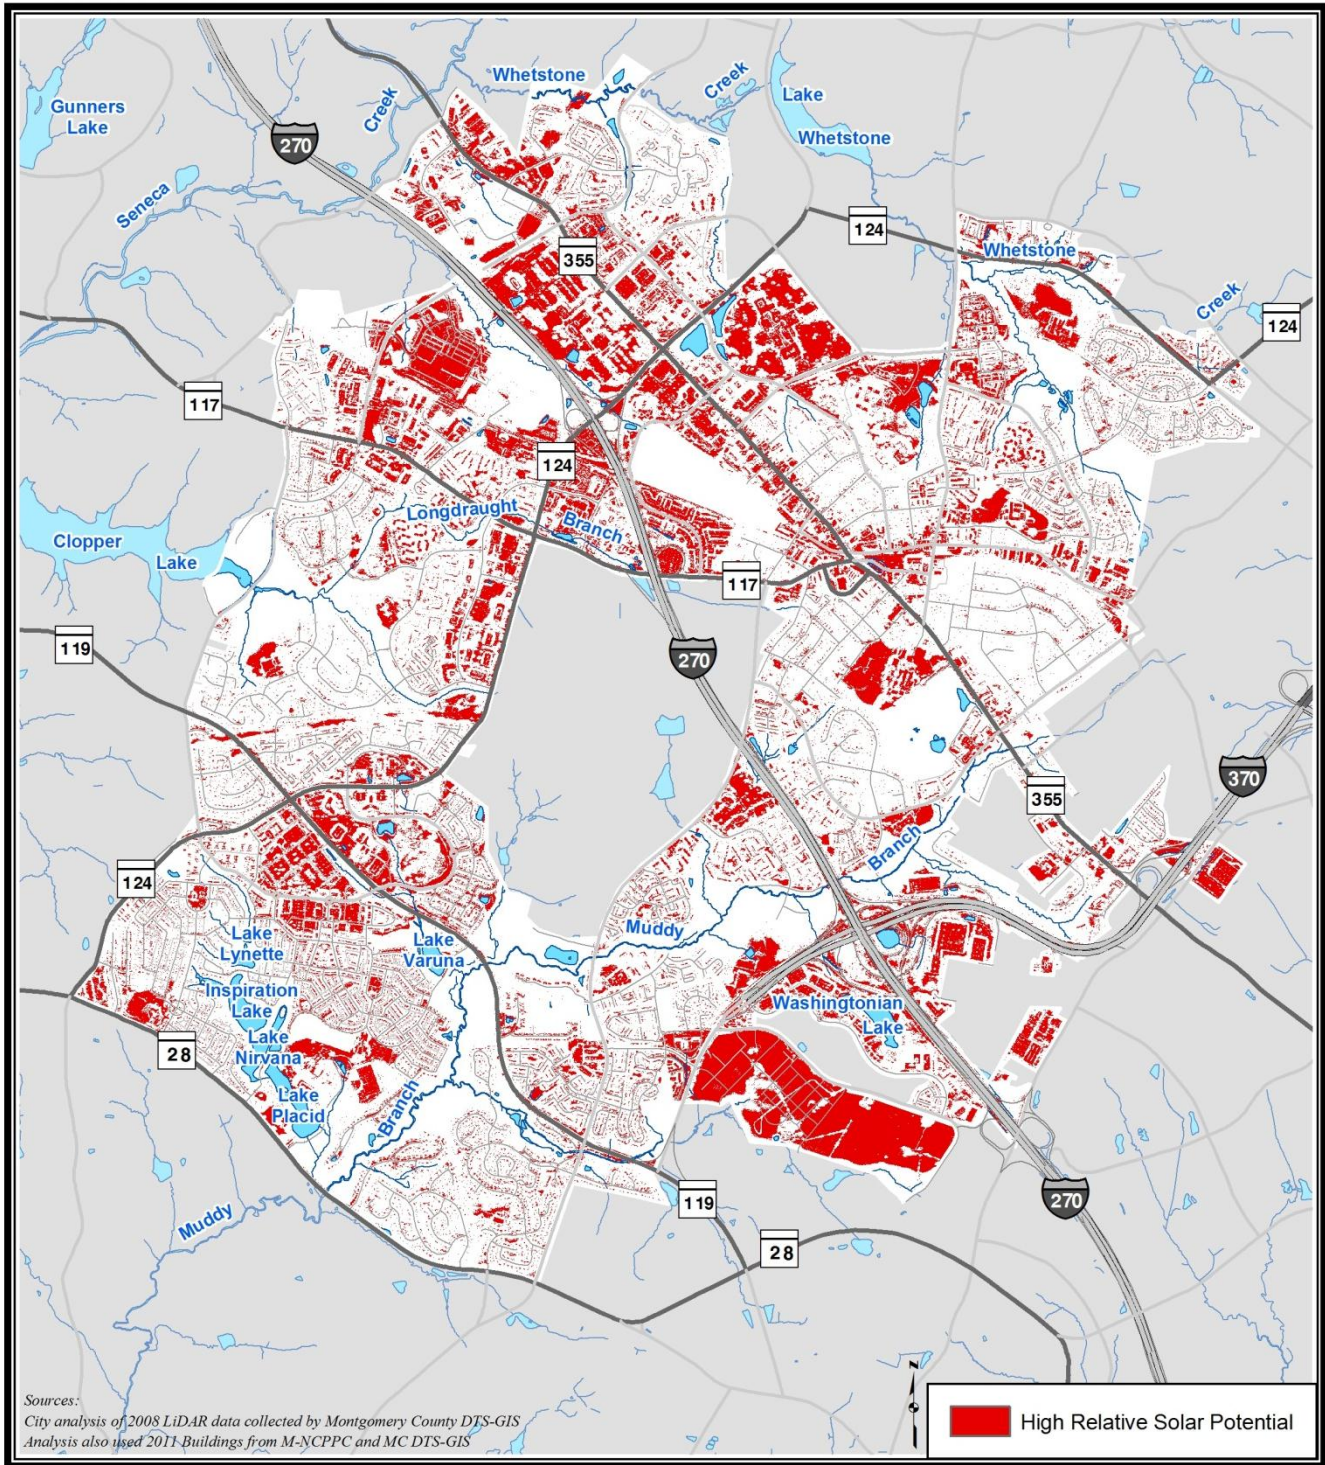 Whetstone
Creek
Lake
Whetstone
Gunners
Lake
Creek
270
Seneca
124
355
Whetstone
Creek
124
117
124
Longdraught
Branch
Clopper
Lake
117
119
270
370
355
Branch
124
Muddy
Lake
Lynette
Lake
Varuna
Inspiration
Lake
Washingtonian
Lake
28
Lake
Nirvana
Lake
Placid
Branch
119
270
Muddy
28
Sources:
City analysis of 2008 LiDAR data collected by Montgomery County DTS-GIS
Analysis also used 2011 Buildings from M-NCPPC and MC DTS-GIS
N
High Relative Solar Potential